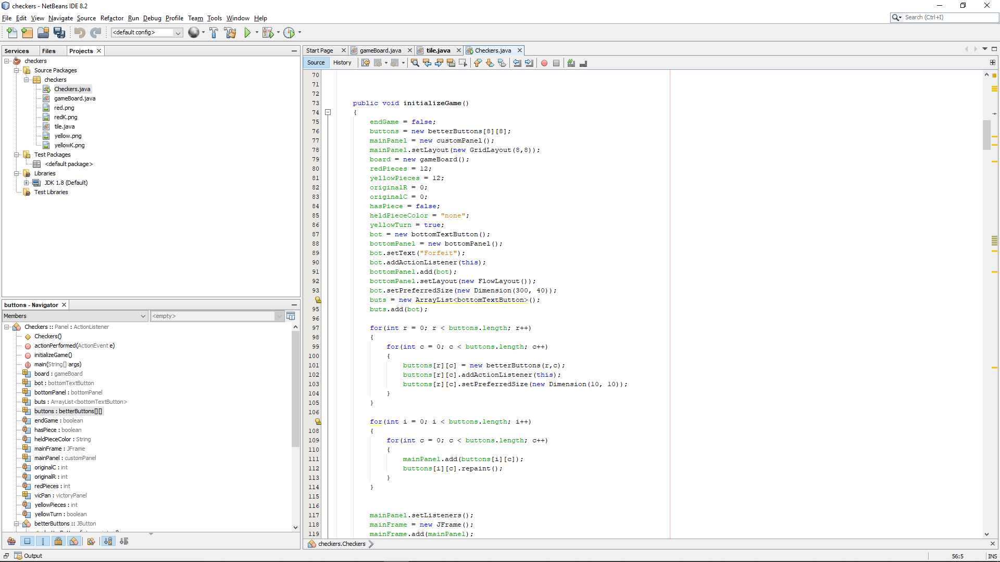 checkers - NetBeans IDE 8.2
File Edit View Navigate Source Refactor Run Debug Profile Team Tools Window Help
Search (Ctrl+I)
<default config>
Services Files Projects
checkers
Source Packages
checkers
Checkers.java
gameBoard.java
red.png
redK.png
tile.java
yellow.png
yellowK.png
Test Packages
<default package>
Libraries
JDK 1.8 (Default)
Test Libraries
buttons - Navigator
Members
<empty>
Checkers :: Panel : ActionListener
Checkers()
actionPerformed(ActionEvent e)
initializeGame()
main(String[] args)
board : gameBoard
bot : bottomTextButton
bottomPanel : bottomPanel
buts : ArrayList<bottomTextButton>
buttons : betterButtons[][]
endGame : boolean
hasPiece : boolean
heldPieceColor : String
mainFrame : JFrame
mainPanel : customPanel
originalC : int
originalR : int
redPieces : int
vicPan : victoryPanel
yellowPieces : int
yellowTurn : boolean
betterButtons :: JButton
Start Page gameBoard.java tile.java Checkers.java
Source History
70
71
72
73 public void initializeGame()
74 {
75 endGame = false;
76 buttons = new betterButtons[8][8];
77 mainPanel = new customPanel();
78 mainPanel.setLayout(new GridLayout(8,8));
79 board = new gameBoard();
80 redPieces = 12;
81 yellowPieces = 12;
82 originalR = 0;
83 originalC = 0;
84 hasPiece = false;
85 heldPieceColor = "none";
86 yellowTurn = true;
87 bot = new bottomTextButton();
88 bottomPanel = new bottomPanel();
89 bot.setText("Forfeit");
90 bot.addActionListener(this);
91 bottomPanel.add(bot);
92 bottomPanel.setLayout(new FlowLayout());
93 bot.setPreferredSize(new Dimension(300, 40));
buts = new ArrayList<bottomTextButton>();
95 buts.add(bot);
96
97 for(int r = 0; r < buttons.length; r++)
98 {
99 for(int c = 0; c < buttons.length; c++)
100 {
101 buttons[r][c] = new betterButtons(r,c);
102 buttons[r][c].addActionListener(this);
103 buttons[r][c].setPreferredSize(new Dimension(10, 10));
104 }
105 }
106
for(int i = 0; i < buttons.length; i++)
108 {
109 for(int c = 0; c < buttons.length; c++)
110 {
111 mainPanel.add(buttons[i][c]);
112 buttons[i][c].repaint();
113 }
114 }
115
116
117 mainPanel.setListeners();
118 mainFrame = new JFrame();
119 mainFrame.add(mainPanel);
checkers.Checkers
Output
56:5 INS